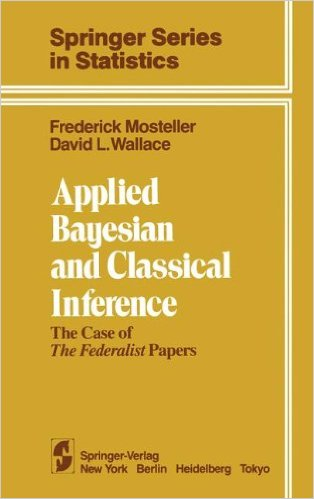 Springer Series
in Statistics
Frederick Mosteller
David L. Wallace
Applied
Bayesian
and Classical
Inference
The Case of
The Federalist Papers
Springer-Verlag
New York Berlin Heidelberg Tokyo